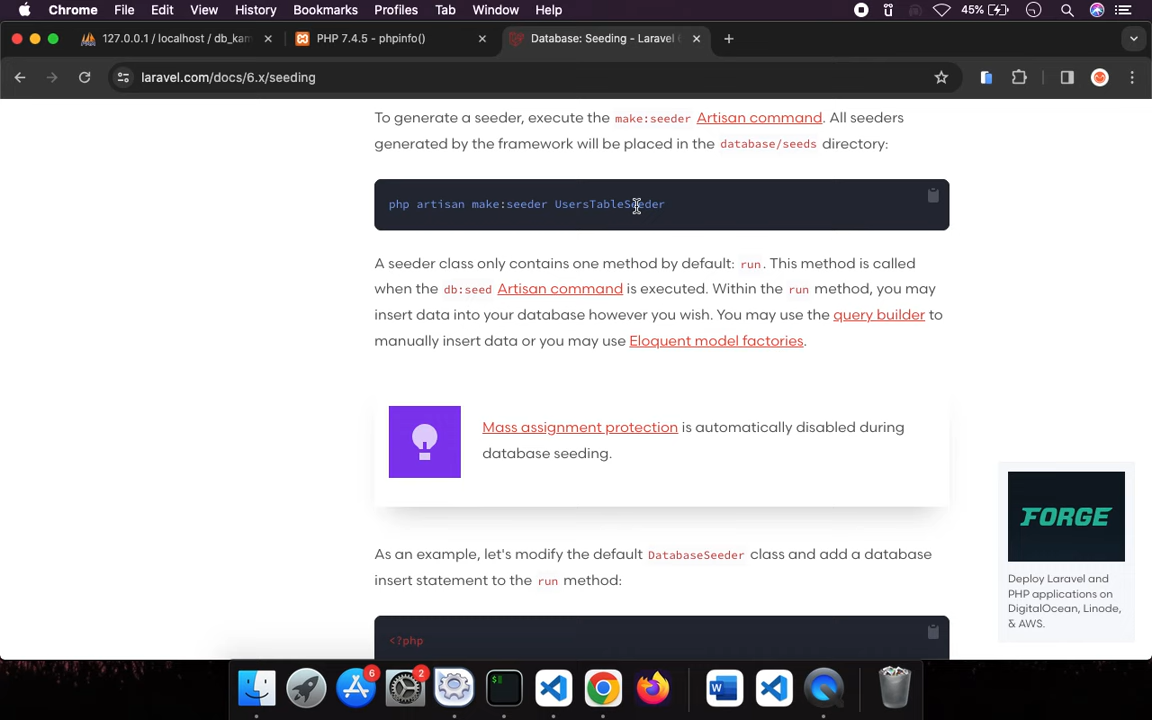 Chrome File Edit View History Bookmarks Profiles Tab Window Help 45%
127.0.0.1 / localhost / db_kam PHP 7.4.5 - phpinfo() Database: Seeding - Laravel
laravel.com/docs/6.x/seeding
To generate a seeder, execute the make:seeder Artisan command. All seeders
generated by the framework will be placed in the database/seeds directory:
php artisan make:seeder UsersTableSeeder
A seeder class only contains one method by default: run. This method is called
when the db:seed Artisan command is executed. Within the run method, you may
insert data into your database however you wish. You may use the query builder to
manually insert data or you may use Eloquent model factories.
Mass assignment protection is automatically disabled during
database seeding.
FORGE
Deploy Laravel and
PHP applications on
DigitalOcean, Linode,
& AWS.
As an example, let's modify the default DatabaseSeeder class and add a database
insert statement to the run method:
<?php
6 2